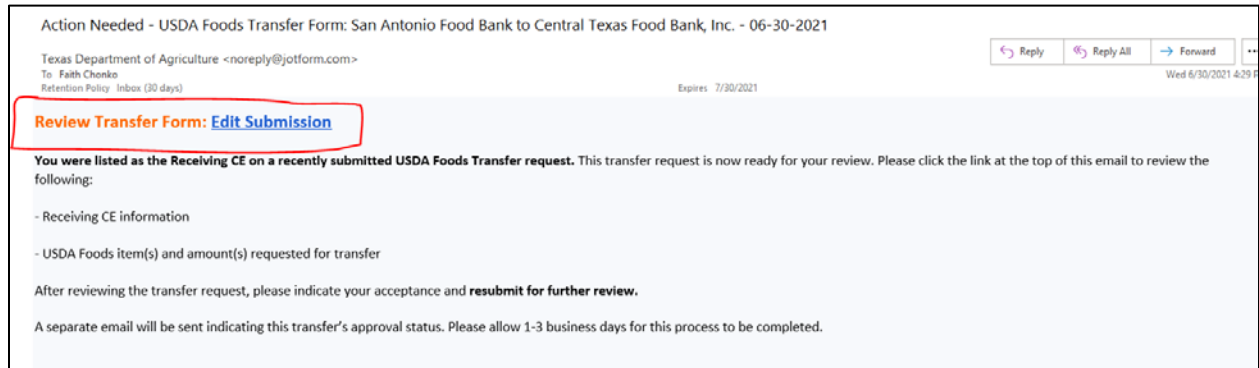 Action Needed - USDA Foods Transfer Form: San Antonio Food Bank to Central Texas Food Bank, Inc. - 06-30-2021
Texas Department of Agriculture <noreply@jotform.com>
Reply Reply All Forward
To Faith Chonko
Wed 6/30/2021 4:29
Retention Policy Inbox (30 days) Expires 7/30/2021
Review Transfer Form: Edit Submission
You were listed as the Receiving CE on a recently submitted USDA Foods Transfer request. This transfer request is now ready for your review. Please click the link at the top of this email to review the
following:
- Receiving CE information
- USDA Foods item(s) and amount(s) requested for transfer
After reviewing the transfer request, please indicate your acceptance and resubmit for further review.
A separate email will be sent indicating this transfer's approval status. Please allow 1-3 business days for this process to be completed.